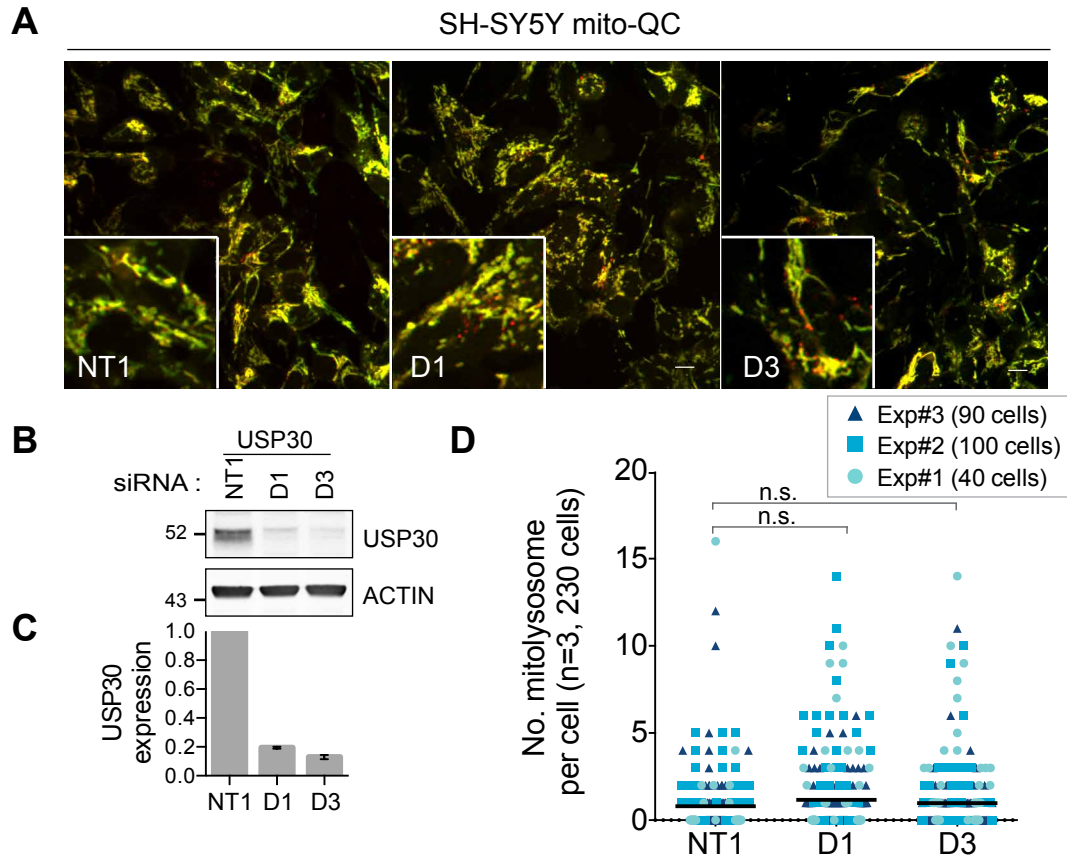 A
SH-SY5Y mito-QC
NT1
D1
D3
B
USP30
siRNA :
NT1
D1
D3
52
USP30
43
ACTIN
C
USP30
expression
1.0
0.8
0.6
0.4
0.2
0.0
NT1 D1 D3
D
Exp#3 (90 cells)
Exp#2 (100 cells)
Exp#1 (40 cells)
No. mitolysosome
per cell (n=3, 230 cells)
20
15
10
5
0
n.s.
n.s.
NT1 D1 D3